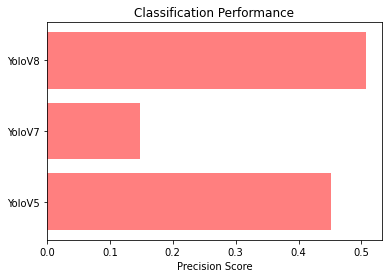 Classification Performance
YoloV8
YoloV7
YoloV5
0.0 0.1 0.2 0.3 0.4 0.5
Precision Score